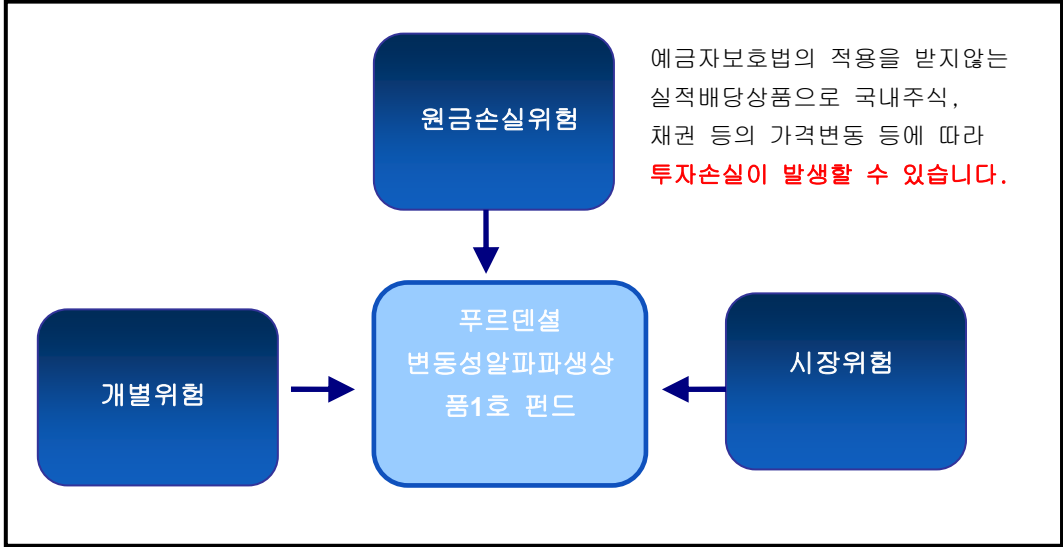 원금손실위험
예금자보호법의 적용을 받지않는
실적배당상품으로 국내주식,
채권 등의 가격변동 등에 따라
투자손실이 발생할 수 있습니다.
개별위험
푸르덴셜
변동성알파파생상
품1호 펀드
시장위험